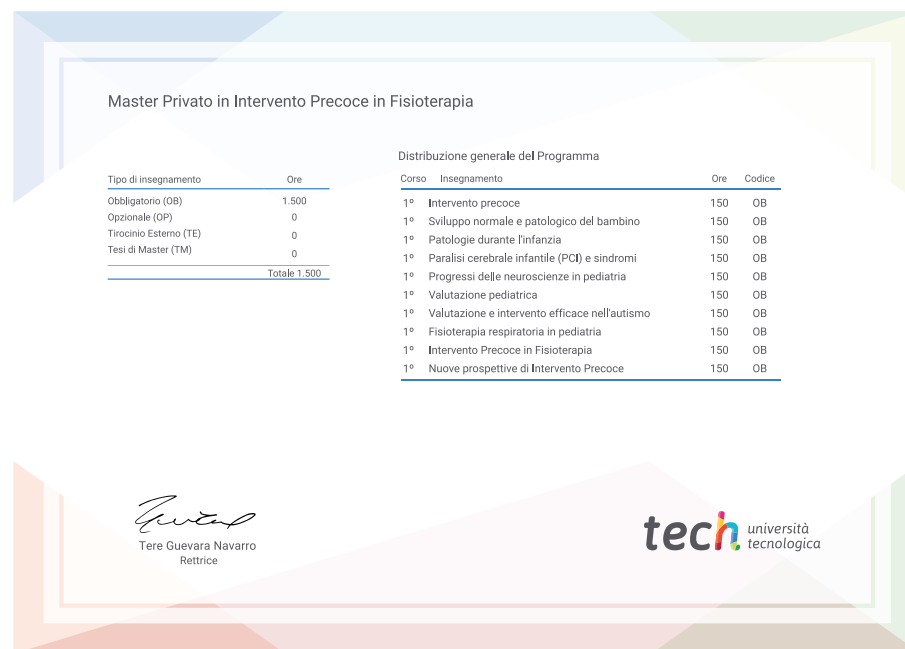 Master Privato in Intervento Precoce in Fisioterapia
Tipo di insegnamento Ore
Obbligatorio (OB) 1.500
Opzionale (OP) 0
Tirocinio Esterno (TE) 0
Tesi di Master (TM) 0
Totale 1.500
Distribuzione generale del Programma
Corso Insegnamento Ore Codice
1º Intervento precoce 150 OB
1º Sviluppo normale e patologico del bambino 150 OB
1º Patologie durante l'infanzia 150 OB
1º Paralisi cerebrale infantile (PCI) e sindromi 150 OB
1º Progressi delle neuroscienze in pediatria 150 OB
1º Valutazione pediatrica 150 OB
1º Valutazione e intervento efficace nell'autismo 150 OB
1º Fisioterapia respiratoria in pediatria 150 OB
1º Intervento Precoce in Fisioterapia 150 OB
1º Nuove prospettive di Intervento Precoce 150 OB
Tere Guevara Navarro
Rettrice
tech università
tecnologica